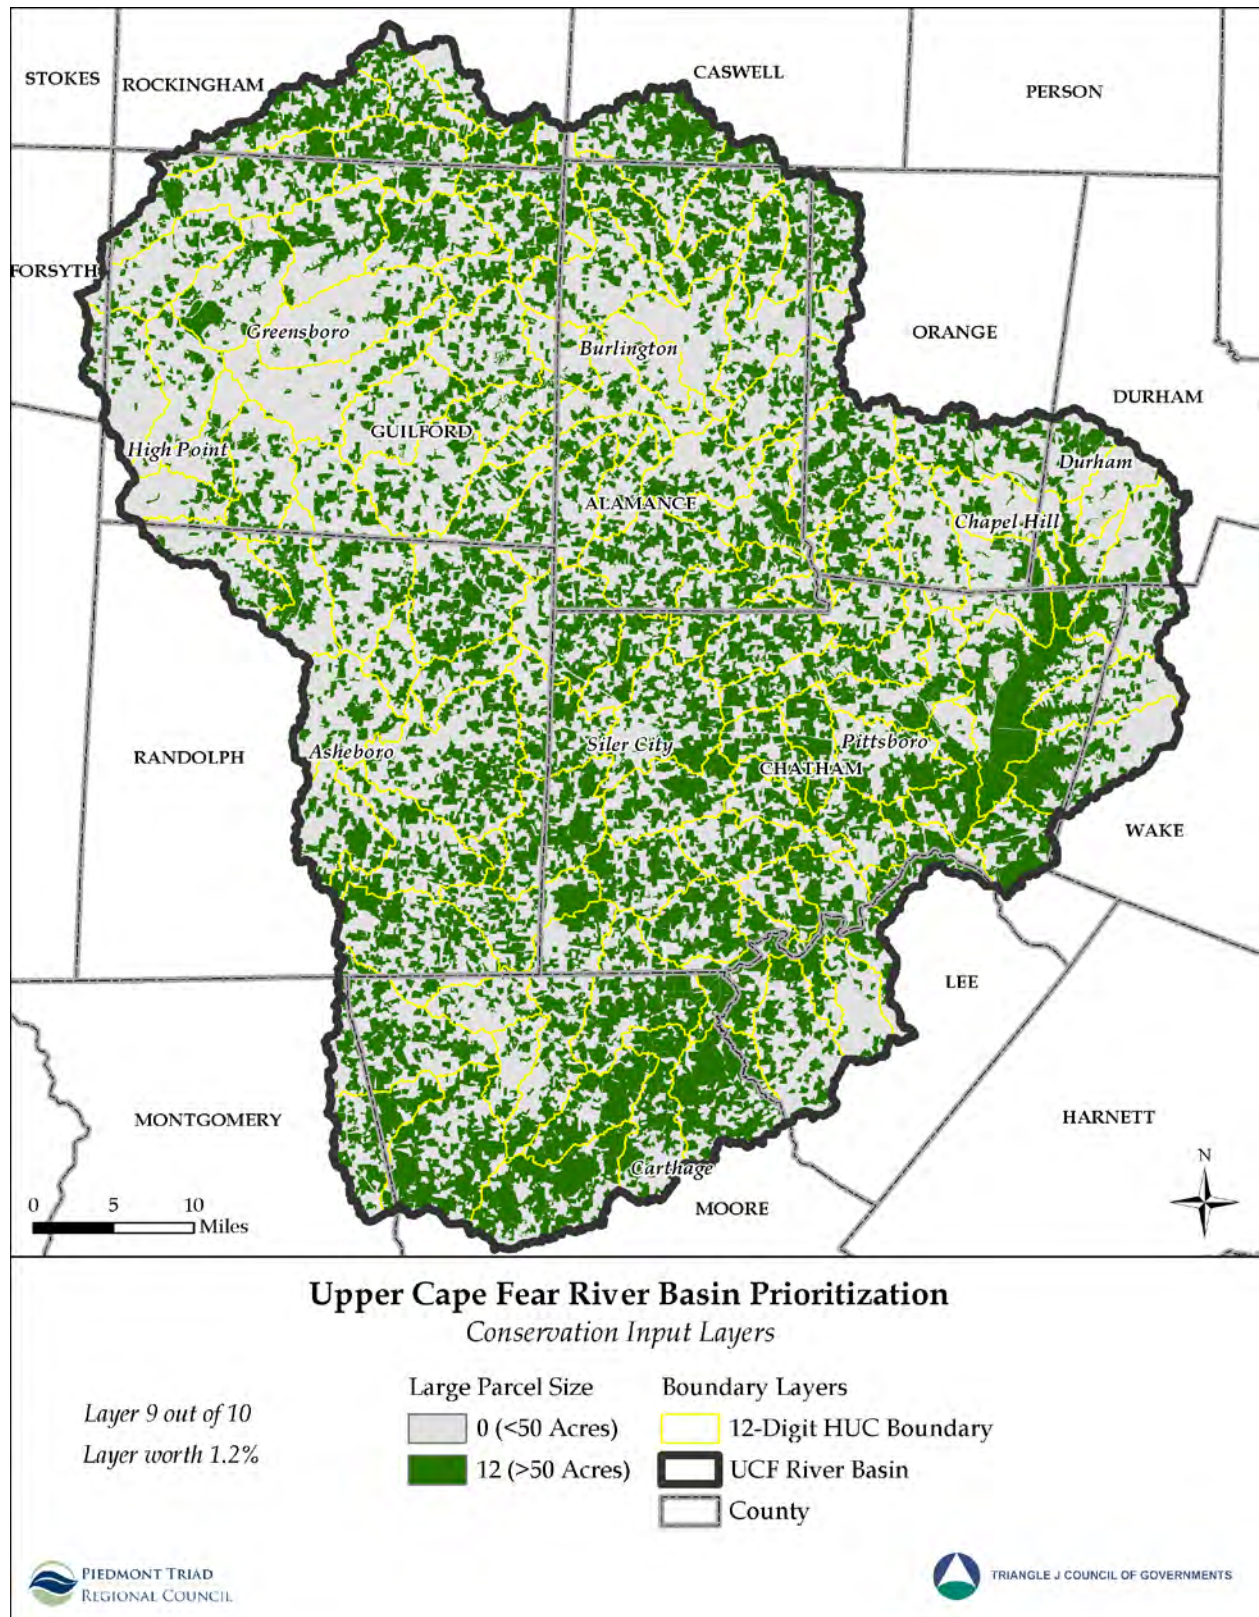 CASWELL
STOKES
ROCKINGHAM
PERSON
FORSYTH
Greensboro
Burlington
ORANGE
DURHAM
GUILFORD
High Point
Durham
ALAMANCE
Chapel Hill
RANDOLPH
Asheboro
Siler City
Pittsboro
CHATHAM
WAKE
LEE
MONTGOMERY
HARNETT
Carthage
MOORE
N
0 5 10
Miles
Upper Cape Fear River Basin Prioritization
Conservation Input Layers
Layer 9 out of 10
Layer worth 1.2%
Large Parcel Size
0 (<50 Acres)
12 (>50 Acres)
Boundary Layers
12-Digit HUC Boundary
UCF River Basin
County
PIEDMONT TRIAD
REGIONAL COUNCIL
TRIANGLE J COUNCIL OF GOVERNMENTS